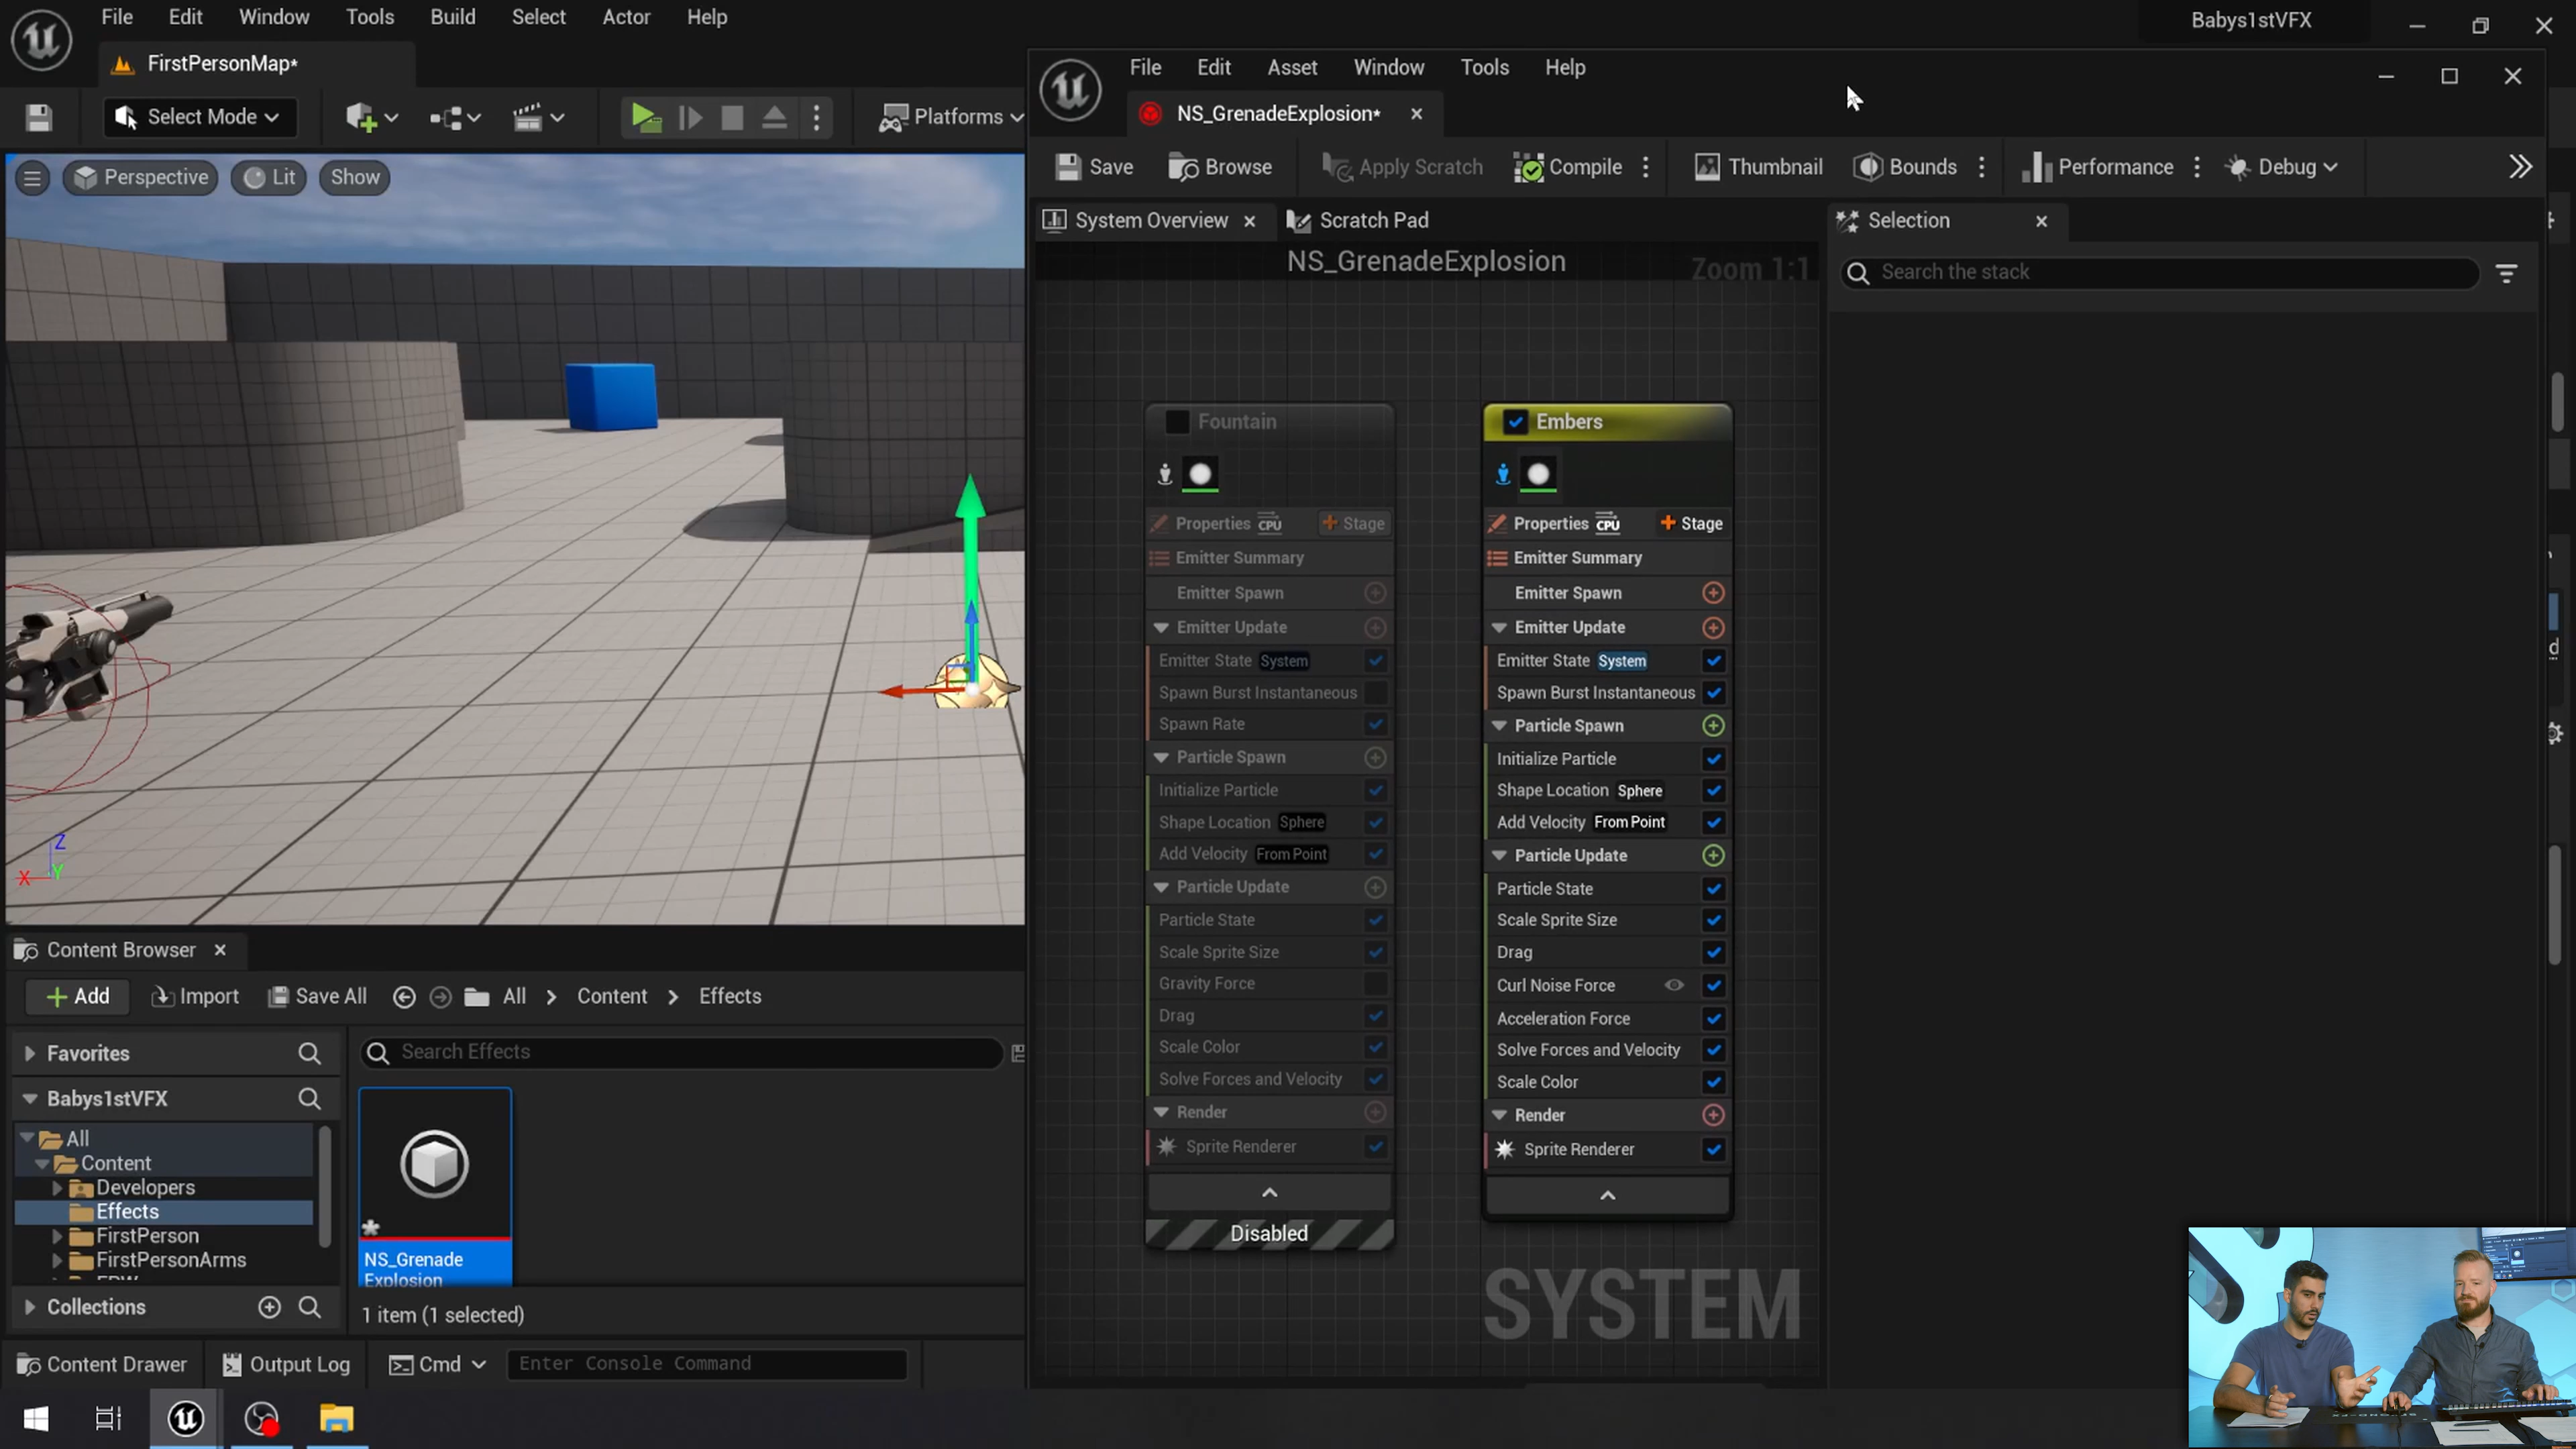 File Edit Window Tools Build Select Actor Help
Babys1stVFX
FirstPersonMap*
Select Mode
Platforms
Perspective
Lit
Show
File Edit Asset Window Tools Help
NS_GrenadeExplosion*
Save
Browse
Apply Scratch
Compile
Thumbnail
Bounds
Performance
Debug
System Overview
Scratch Pad
Selection
NS_GrenadeExplosion
Zoom 1:1
Search the stack
Fountain
Properties CPU Stage
Emitter Summary
Emitter Spawn
Emitter Update
Emitter State System
Spawn Burst Instantaneous
Spawn Rate
Particle Spawn
Initialize Particle
Shape Location Sphere
Add Velocity From Point
Particle Update
Particle State
Scale Sprite Size
Gravity Force
Drag
Scale Color
Solve Forces and Velocity
Render
Sprite Renderer
Disabled
Embers
Properties CPU Stage
Emitter Summary
Emitter Spawn
Emitter Update
Emitter State System
Spawn Burst Instantaneous
Particle Spawn
Initialize Particle
Shape Location Sphere
Add Velocity From Point
Particle Update
Particle State
Scale Sprite Size
Drag
Curl Noise Force
Acceleration Force
Solve Forces and Velocity
Scale Color
Render
Sprite Renderer
SYSTEM
Z
X
Y
Content Browser
Add
Import
Save All
All
Content
Effects
Favorites
Search Effects
Babys1stVFX
All
Content
Developers
Effects
FirstPerson
FirstPersonArms
Collections
NS_Grenade
Explosion
1 item (1 selected)
Content Drawer
Output Log
Cmd
Enter Console Command